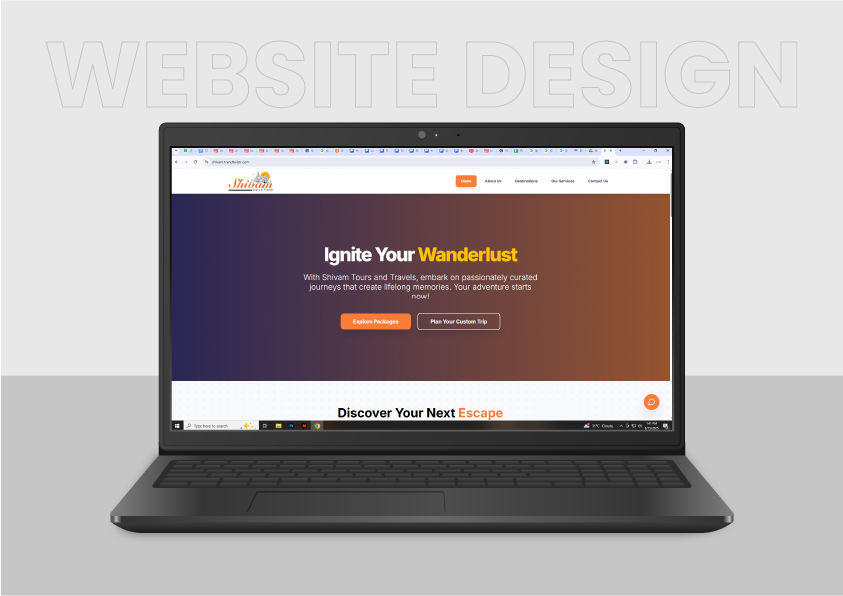 WEBSITE DESIGN
shivam.trandfaviet.com
Shivam
Home About Us Destinations Our Services Contact Us
Ignite Your Wanderlust
With Shivam Tours and Travels, embark on passionately curated
journeys that create lifelong memories. Your adventure starts
now!
Explore Packages Plan Your Custom Trip
Discover Your Next Escape
Type here to search
31°C Cloudy